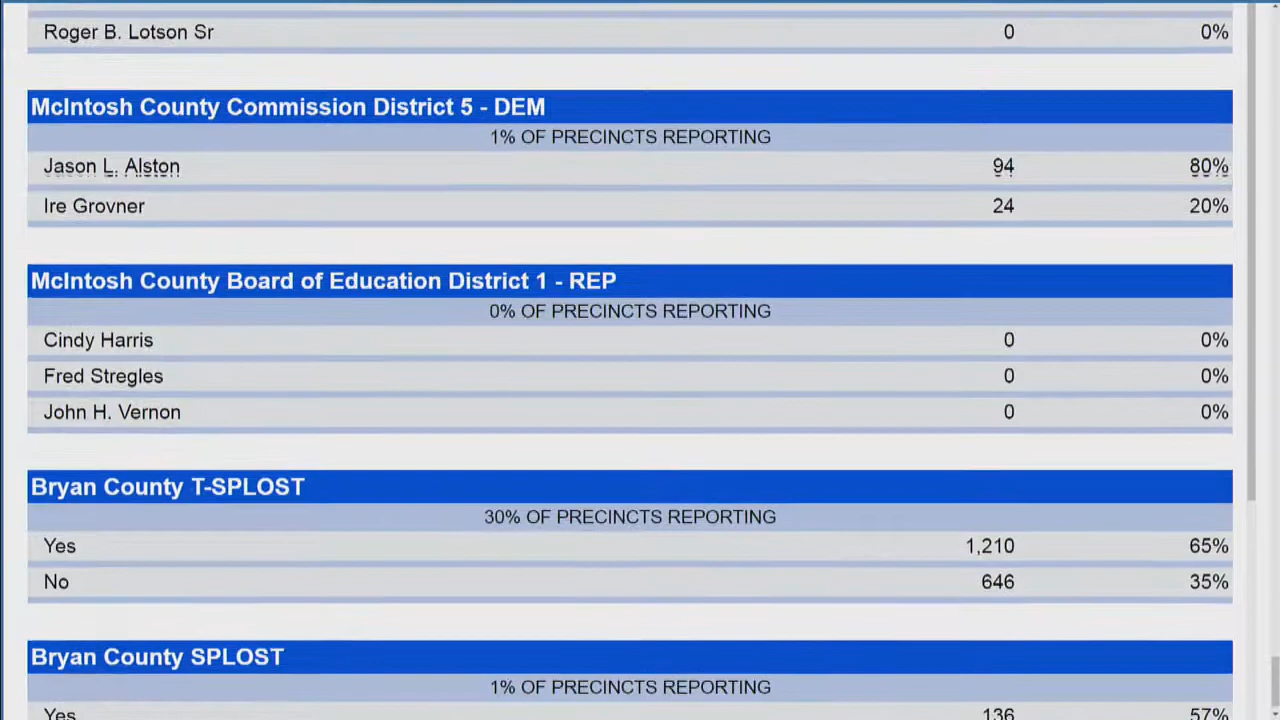 Roger B. Lotson Sr 0 0%
McIntosh County Commission District 5 - DEM
1% OF PRECINCTS REPORTING
Jason L. Alston 94 80%
Ire Grovner 24 20%
McIntosh County Board of Education District 1 - REP
0% OF PRECINCTS REPORTING
Cindy Harris 0 0%
Fred Stregles 0 0%
John H. Vernon 0 0%
Bryan County T-SPLOST
30% OF PRECINCTS REPORTING
Yes 1,210 65%
No 646 35%
Bryan County SPLOST
1% OF PRECINCTS REPORTING
Yes 136 57%